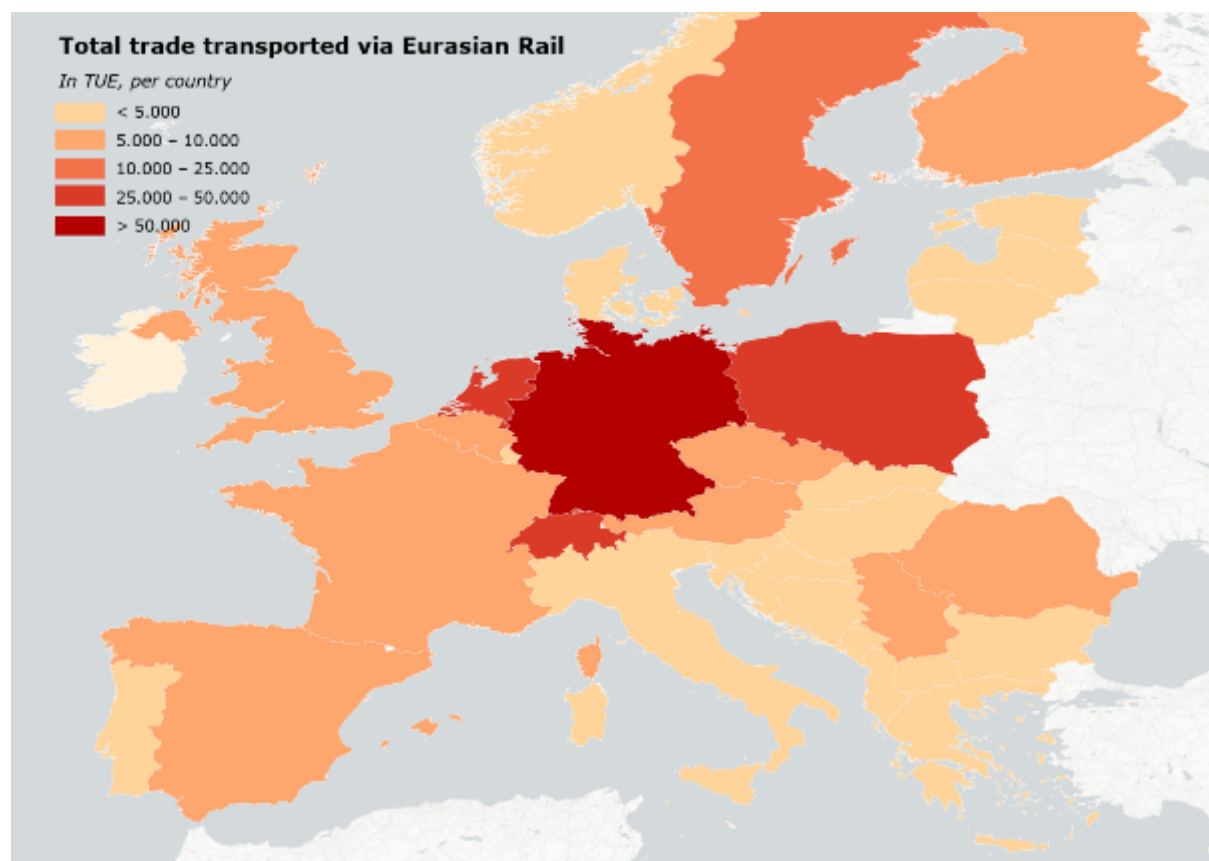 Total trade transported via Eurasian Rail
In TUE, per country
< 5.000
5.000 – 10.000
10.000 – 25.000
25.000 – 50.000
> 50.000